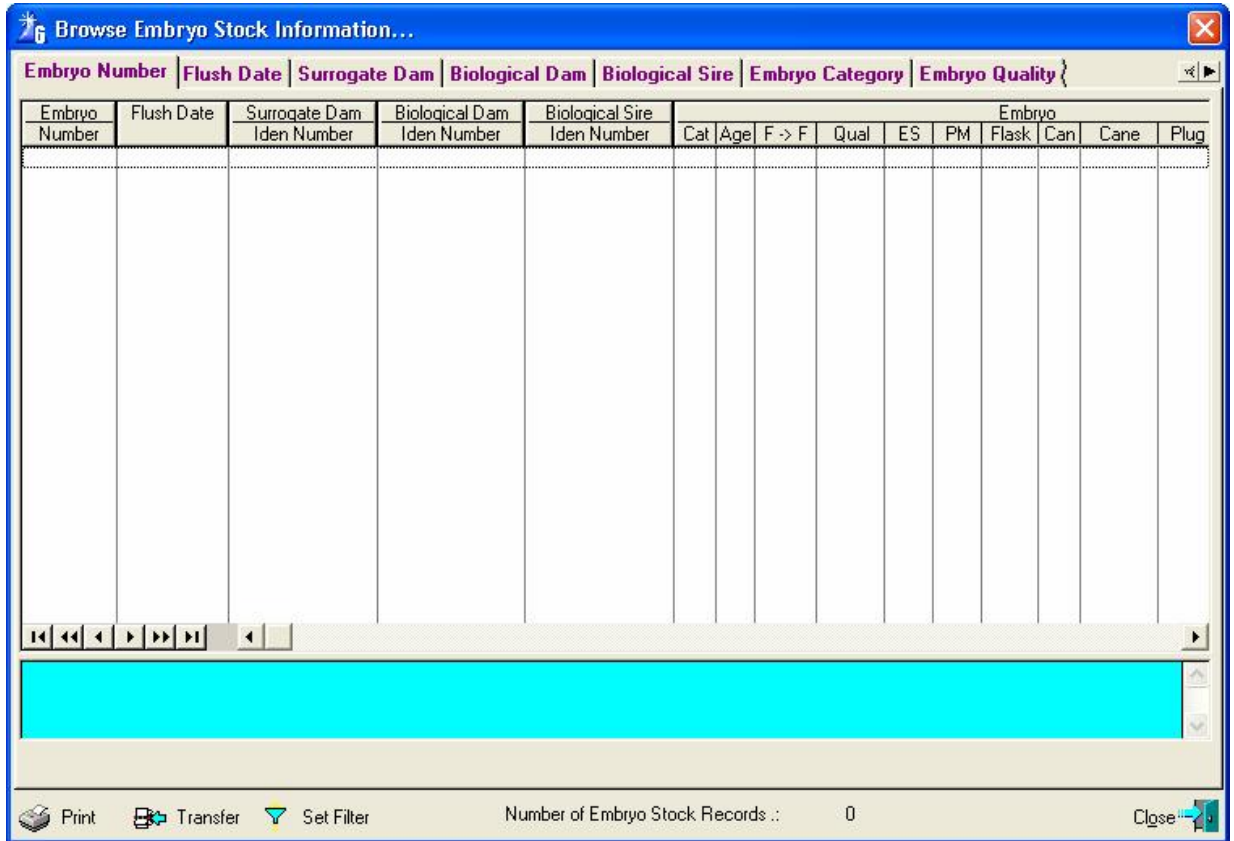 Browse Embryo Stock Information...
Embryo Number Flush Date Surrogate Dam Biological Dam Biological Sire Embryo Category Embryo Quality
Embryo Flush Date Surrogate Dam Biological Dam Biological Sire Embryo
Number Iden Number Iden Number Iden Number Cat Age F -> F Qual ES PM Flask Can Cane Plug
Print Transfer Set Filter Number of Embryo Stock Records .: 0 Close